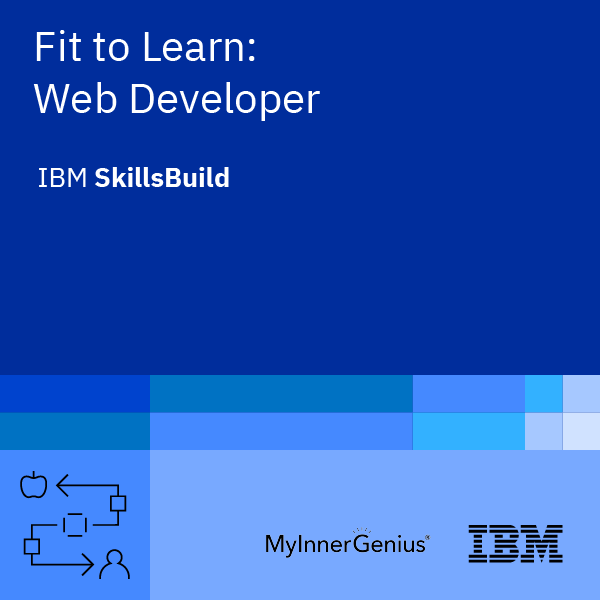 Fit to Learn:
Web Developer
IBM SkillsBuild
MyInnerGenius®
IBM